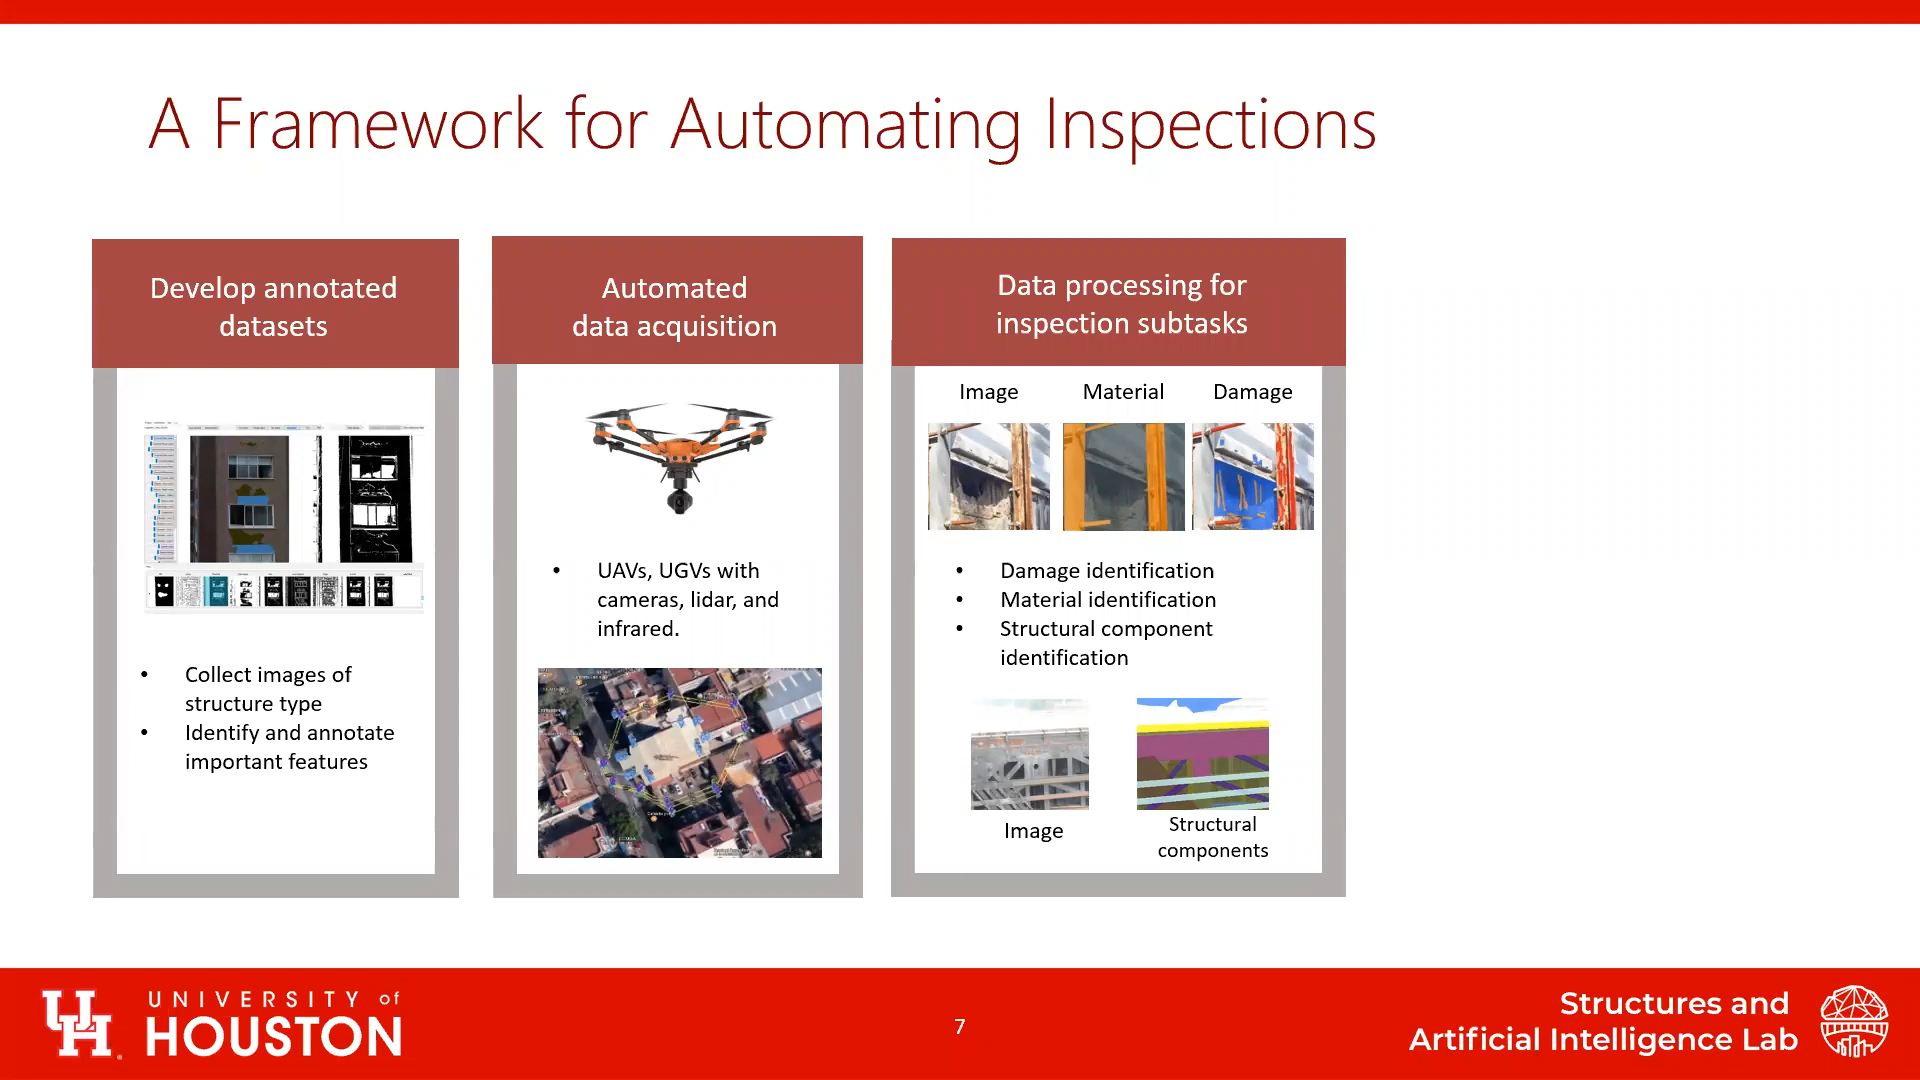 A Framework for Automating Inspections
Develop annotated
datasets
Collect images of
structure type
Identify and annotate
important features
Automated
data acquisition
UAVs, UGVs with
cameras, lidar, and
infrared.
Data processing for
inspection subtasks
Image Material Damage
Damage identification
Material identification
Structural component
identification
Image
Structural
components
UNIVERSITY of
HOUSTON
7
Structures and
Artificial Intelligence Lab